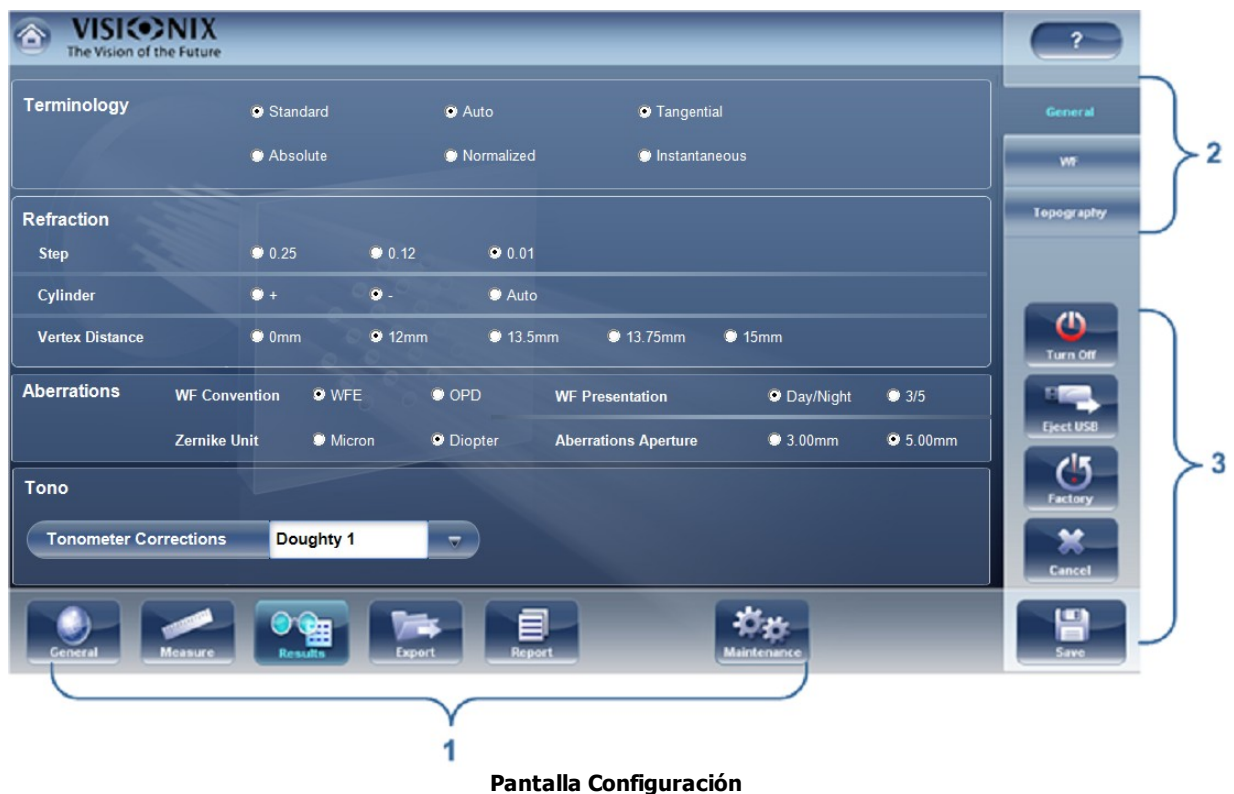 VISIONIX
The Vision of the Future
?
Terminology
Standard Auto Tangential
Absolute Normalized Instantaneous
General
WF
Topography
2
Refraction
Step 0.25 0.12 0.01
Cylinder + - Auto
Vertex Distance 0mm 12mm 13.5mm 13.75mm 15mm
Aberrations WF Convention WFE OPD WF Presentation Day/Night 3/5
Zernike Unit Micron Diopter Aberrations Aperture 3.00mm 5.00mm
Tono
Tonometer Corrections Doughty 1
Turn Off
Eject USB
Factory
Cancel
Save
3
General Measure Results Export Report Maintenance
1
Pantalla Configuración